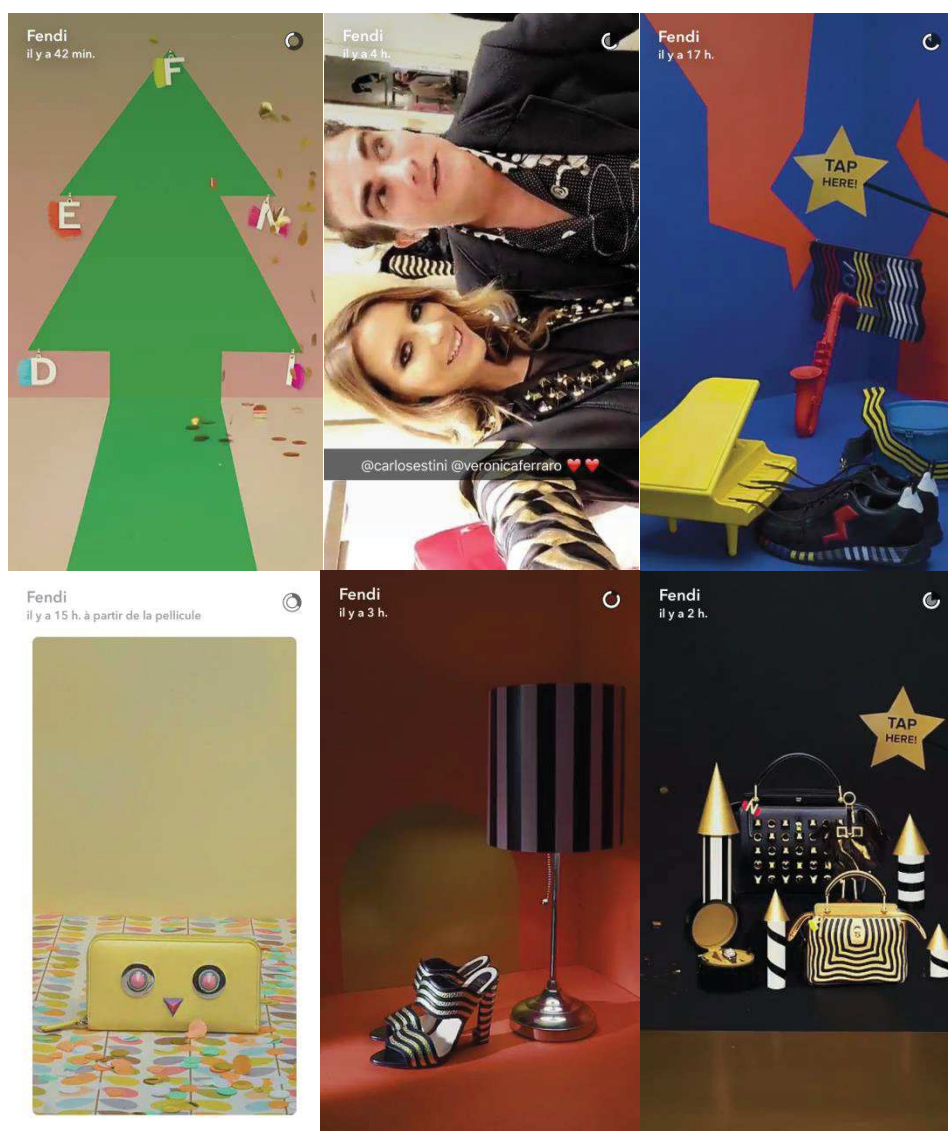 Fendi
il y a 42 min.
F
E
N
D
I
Fendi
il y a 4 h.
@carlosestini @veronicaferraro ❤️❤️
Fendi
il y a 17 h.
TAP
HERE!
Fendi
il y a 15 h. à partir de la pellicule
Fendi
il y a 3 h.
Fendi
il y a 2 h.
TAP
HERE!